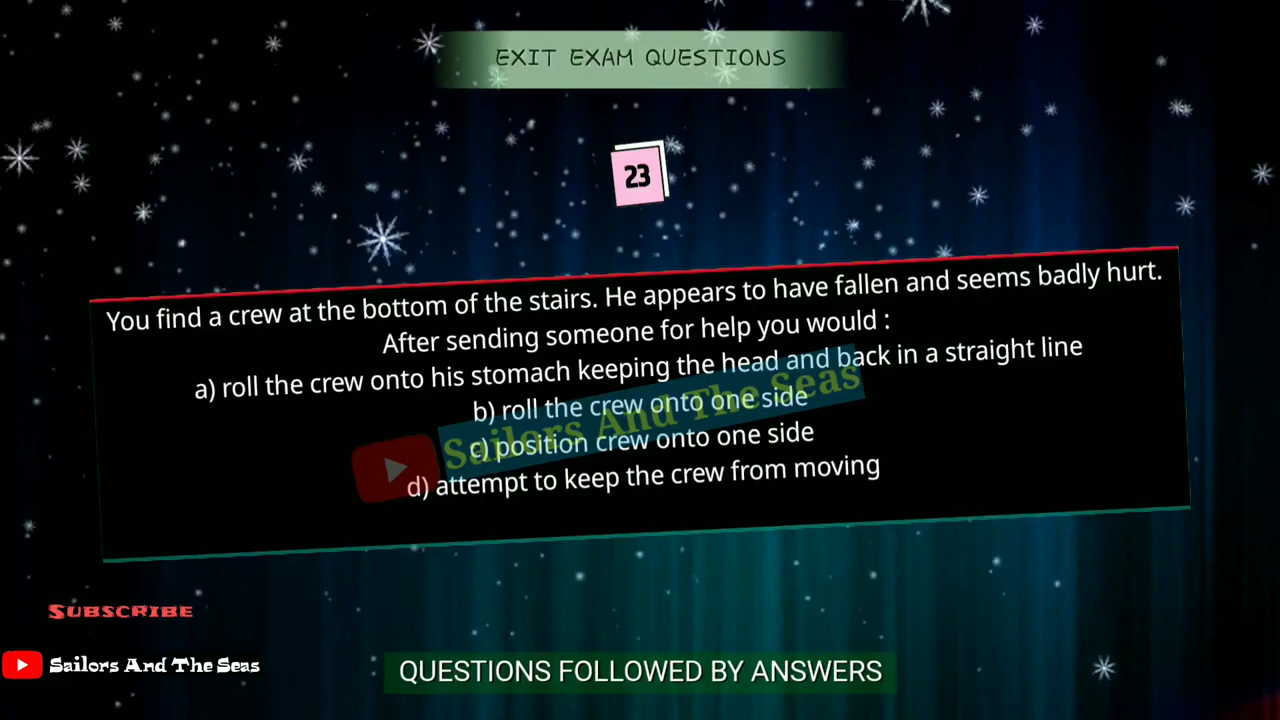 EXIT EXAM QUESTIONS
23
You find a crew at the bottom of the stairs. He appears to have fallen and seems badly hurt.
After sending someone for help you would :
a) roll the crew onto his stomach keeping the head and back in a straight line
b) roll the crew onto one side
c) position crew onto one side
d) attempt to keep the crew from moving
Sailors And The Seas
SUBSCRIBE
Sailors And The Seas
QUESTIONS FOLLOWED BY ANSWERS